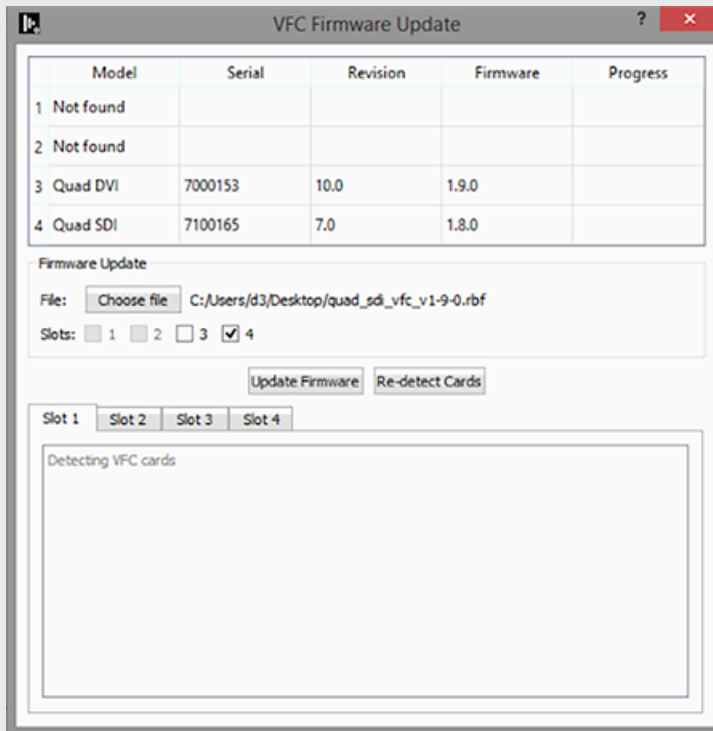 VFC Firmware Update ?
Model Serial Revision Firmware Progress
1 Not found
2 Not found
3 Quad DVI 7000153 10.0 1.9.0
4 Quad SDI 7100165 7.0 1.8.0
Firmware Update
File: Choose file C:/Users/d3/Desktop/quad_sdi_vfc_v1-9-0.rbf
Slots: 1 2 3 4
Update Firmware Re-detect Cards
Slot 1 Slot 2 Slot 3 Slot 4
Detecting VFC cards